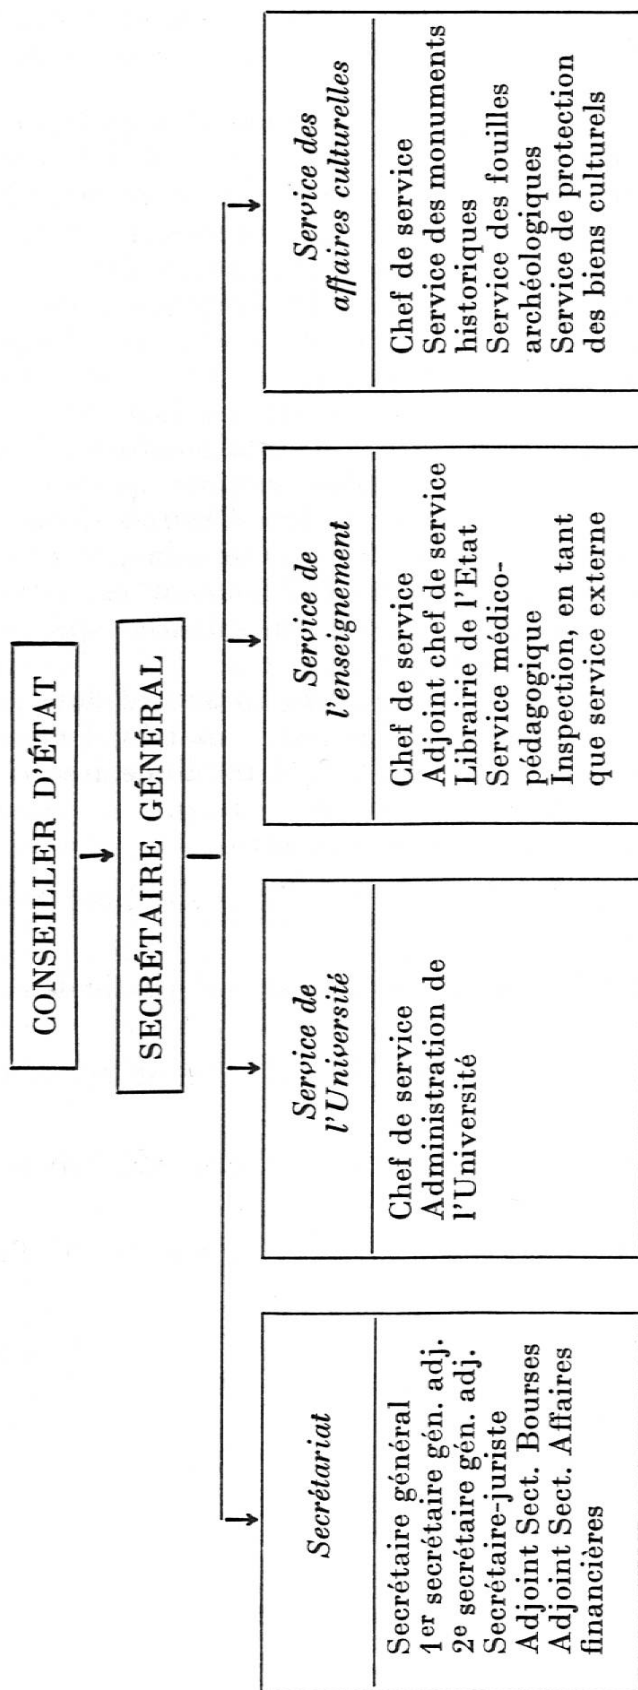 CONSEILLER D'ÉTAT
SECRÉTAIRE GÉNÉRAL
Secrétariat
Secrétaire général
1er secrétaire gén. adj.
2e secrétaire gén. adj.
Secrétaire-juriste
Adjoint Sect. Bourses
Adjoint Sect. Affaires
financières
Service de
l'Université
Chef de service
Administration de
l'Université
Service de
l'enseignement
Chef de service
Adjoint chef de service
Librairie de l'Etat
Service médico-
pédagogique
Inspection, en tant
que service externe
Service des
affaires culturelles
Chef de service
Service des monuments
historiques
Service des fouilles
archéologiques
Service de protection
des biens culturels